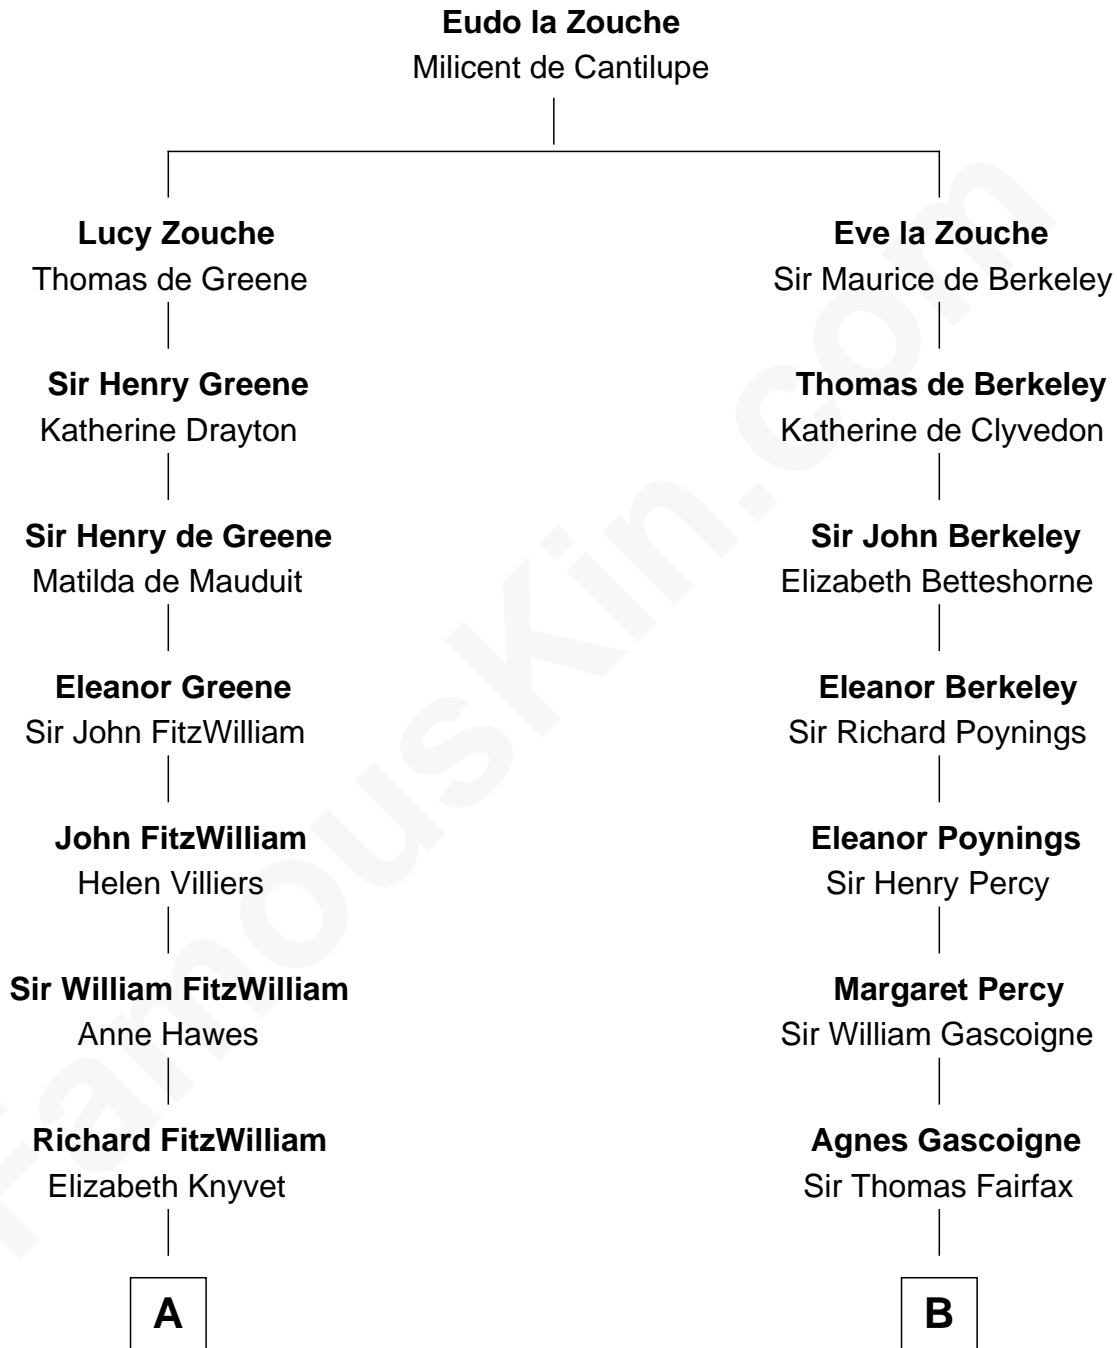 Eudo la Zouche
Milicent de Cantilupe
Lucy Zouche
Thomas de Greene
Eve la Zouche
Sir Maurice de Berkeley
Sir Henry Greene
Katherine Drayton
Thomas de Berkeley
Katherine de Clyvedon
Sir Henry de Greene
Matilda de Mauduit
Sir John Berkeley
Elizabeth Betteshorne
Eleanor Greene
Sir John FitzWilliam
Eleanor Berkeley
Sir Richard Poynings
John FitzWilliam
Helen Villiers
Eleanor Poynings
Sir Henry Percy
Sir William FitzWilliam
Anne Hawes
Margaret Percy
Sir William Gascoigne
Richard FitzWilliam
Elizabeth Knyvet
Agnes Gascoigne
Sir Thomas Fairfax
A
B
FamousKin.com